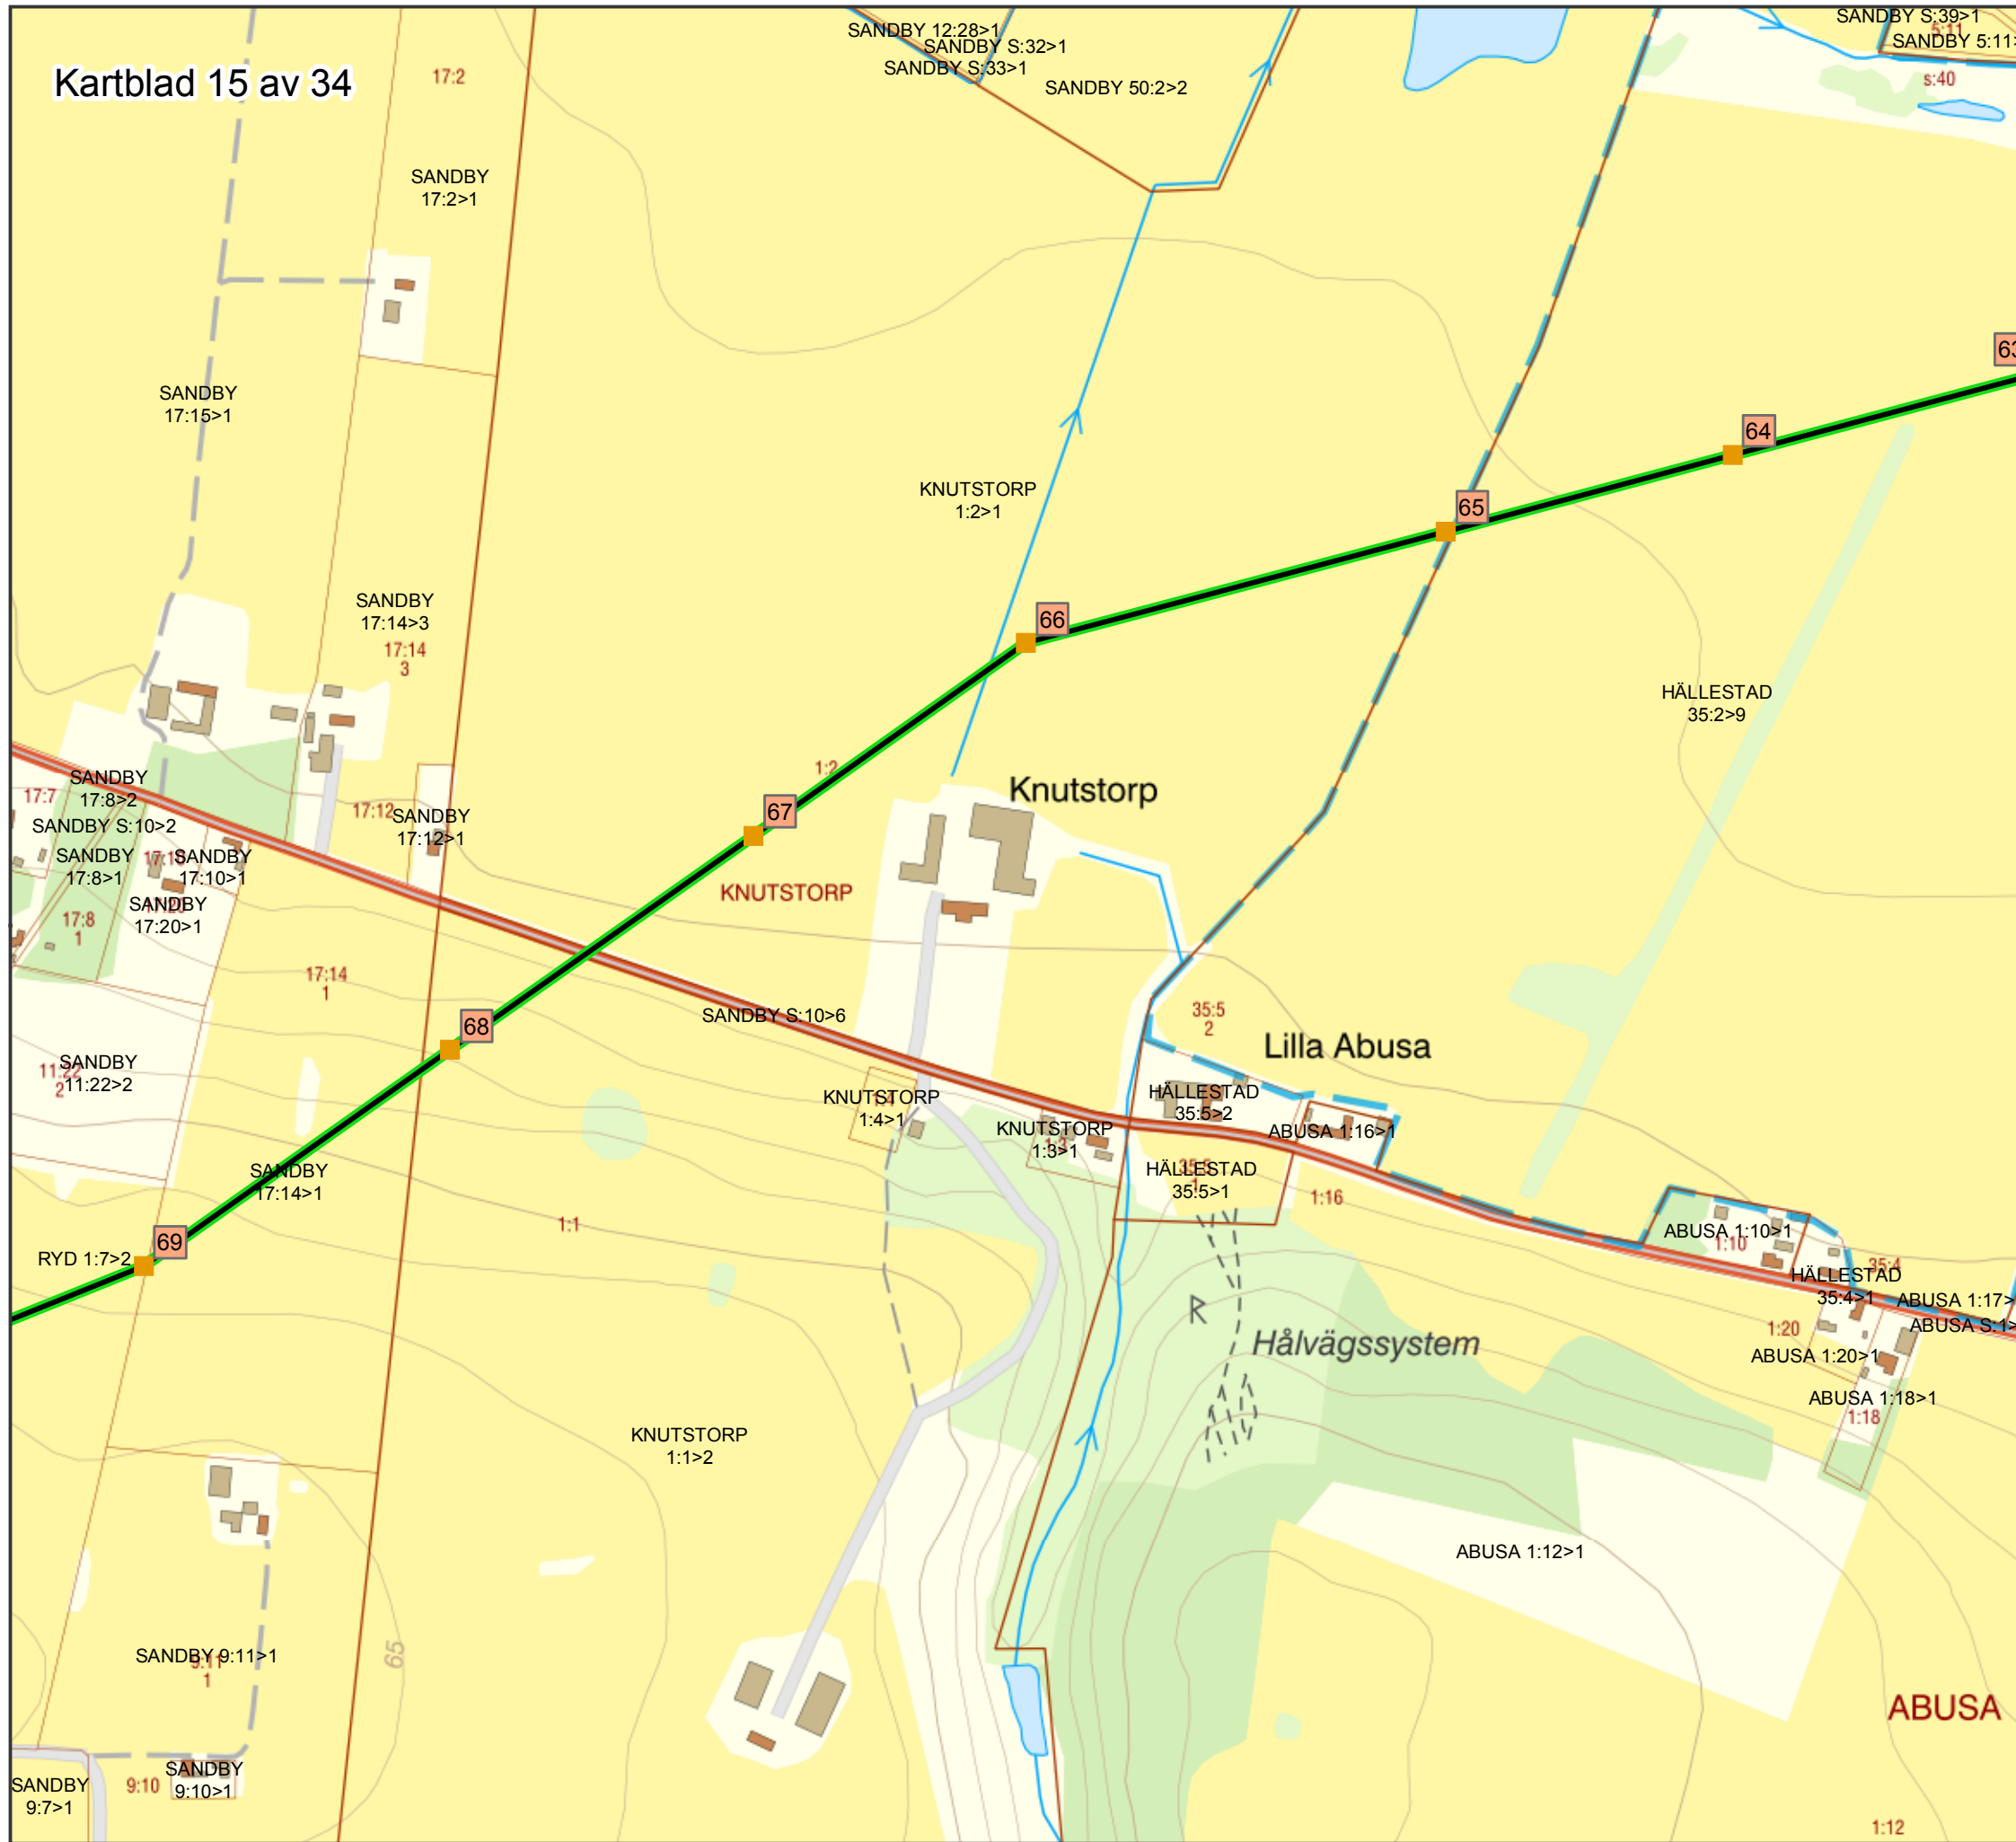 Kartblad 15 av 34
17:2
SANDBY 12:28>1
SANDBY S:32>1
SANDBY S:33>1
SANDBY 50:2>2
SANDBY S:39>1
5:11
SANDBY 5:11>
s:40
SANDBY
17:2>1
63
SANDBY
17:15>1
64
KNUTSTORP
1:2>1
65
SANDBY
17:14>3
17:14
3
66
HÄLLESTAD
35:2>9
1:2
67
Knutstorp
SANDBY
17:8>2
17:7
17:12
SANDBY
17:12>1
SANDBY S:10>2
SANDBY
17:8>1
SANDBY
17:10>1
KNUTSTORP
SANDBY
17:20>1
17:8
1
17:14
1
SANDBY S:10>6
68
35:5
2
Lilla Abusa
SANDBY
11:22>2
11:22
2
KNUTSTORP
1:4>1
HÄLLESTAD
35:5>2
KNUTSTORP
1:3>1
ABUSA 1:16>1
SANDBY
17:14>1
HÄLLESTAD
35:5>1
1:16
1:1
69
RYD 1:7>2
ABUSA 1:10>1
1:10
35:4
HÄLLESTAD
35:4>1
ABUSA 1:17>
ABUSA S:1>
1:20
R
Hålvägssystem
ABUSA 1:20>1
ABUSA 1:18>1
1:18
KNUTSTORP
1:1>2
ABUSA 1:12>1
SANDBY 9:11>1
9:11
1
65
ABUSA
SANDBY
9:10>1
9:10
SANDBY
9:7>1
1:12